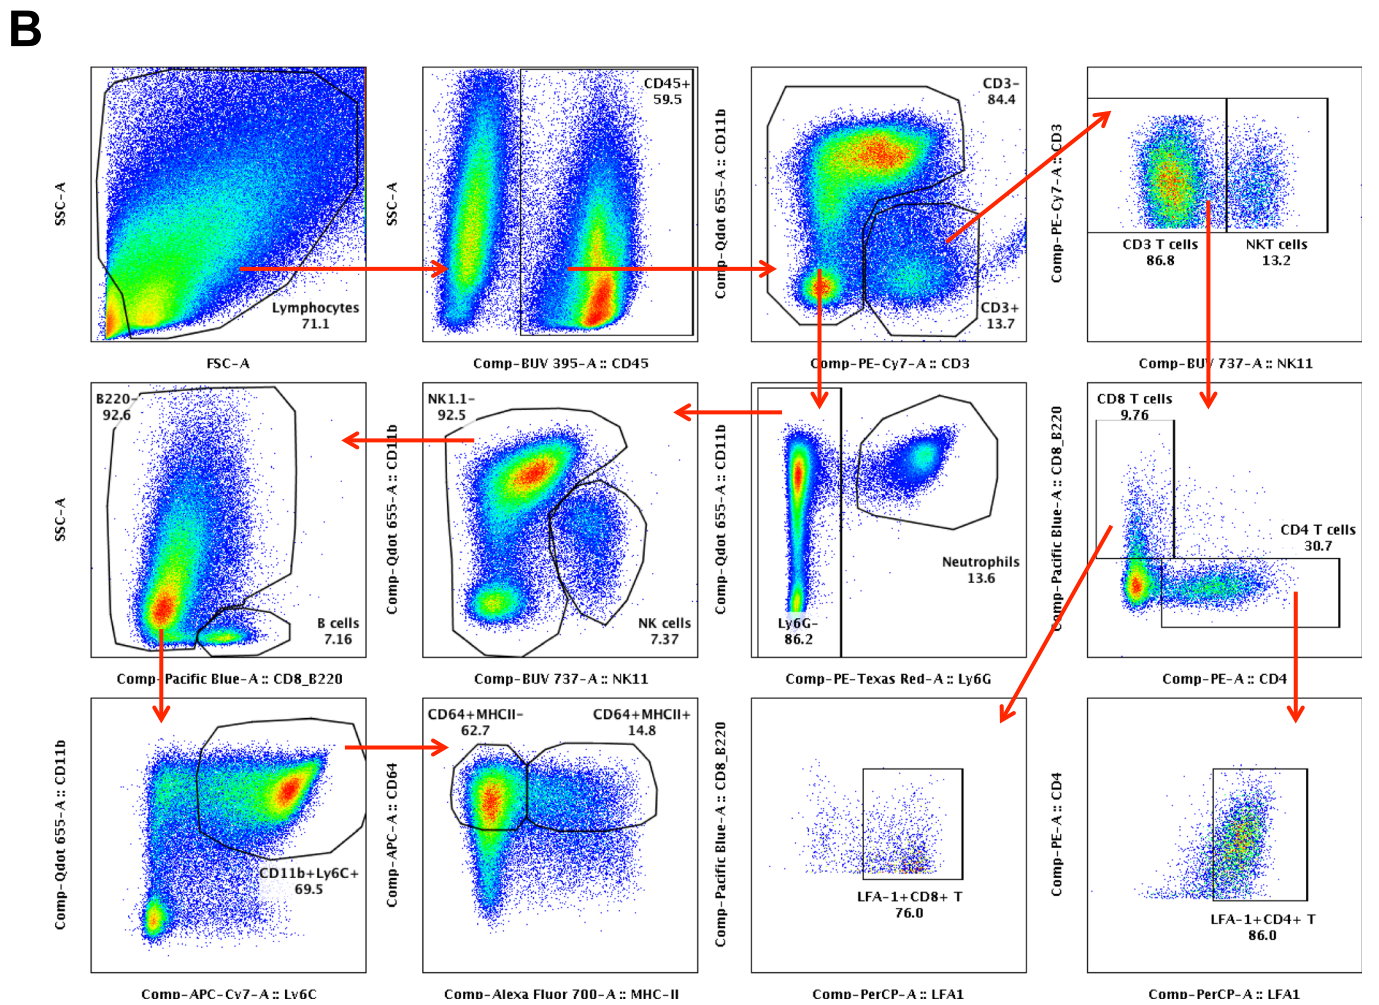 B
SSC-A
Lymphocytes
71.1
FSC-A
SSC-A
CD45+
59.5
Comp-BUV 395-A :: CD45
Comp-Qdot 655-A :: CD11b
CD3-
84.4
CD3+
13.7
Comp-PE-Cy7-A :: CD3
Comp-PE-Cy7-A :: CD3
CD3 T cells
86.8
NKT cells
13.2
Comp-BUV 737-A :: NK11
SSC-A
B220-
92.6
B cells
7.16
Comp-Pacific Blue-A :: CD8_B220
Comp-Qdot 655-A :: CD11b
NK1.1-
92.5
NK cells
7.37
Comp-BUV 737-A :: NK11
Comp-Qdot 655-A :: CD11b
Neutrophils
13.6
Ly6G-
86.2
Comp-PE-Texas Red-A :: Ly6G
Comp-Pacific Blue-A :: CD8_B220
CD8 T cells
9.76
CD4 T cells
30.7
Comp-PE-A :: CD4
Comp-Qdot 655-A :: CD11b
CD11b+Ly6C+
69.5
Comp-APC-Cy7-A :: Ly6C
Comp-APC-A :: CD64
CD64+MHCII-
62.7
CD64+MHCII+
14.8
Comp-Alexa Fluor 700-A :: MHC-II
Comp-Pacific Blue-A :: CD8_B220
LFA-1+CD8+ T
76.0
Comp-PerCP-A :: LFA1
Comp-PE-A :: CD4
LFA-1+CD4+ T
86.0
Comp-PerCP-A :: LFA1